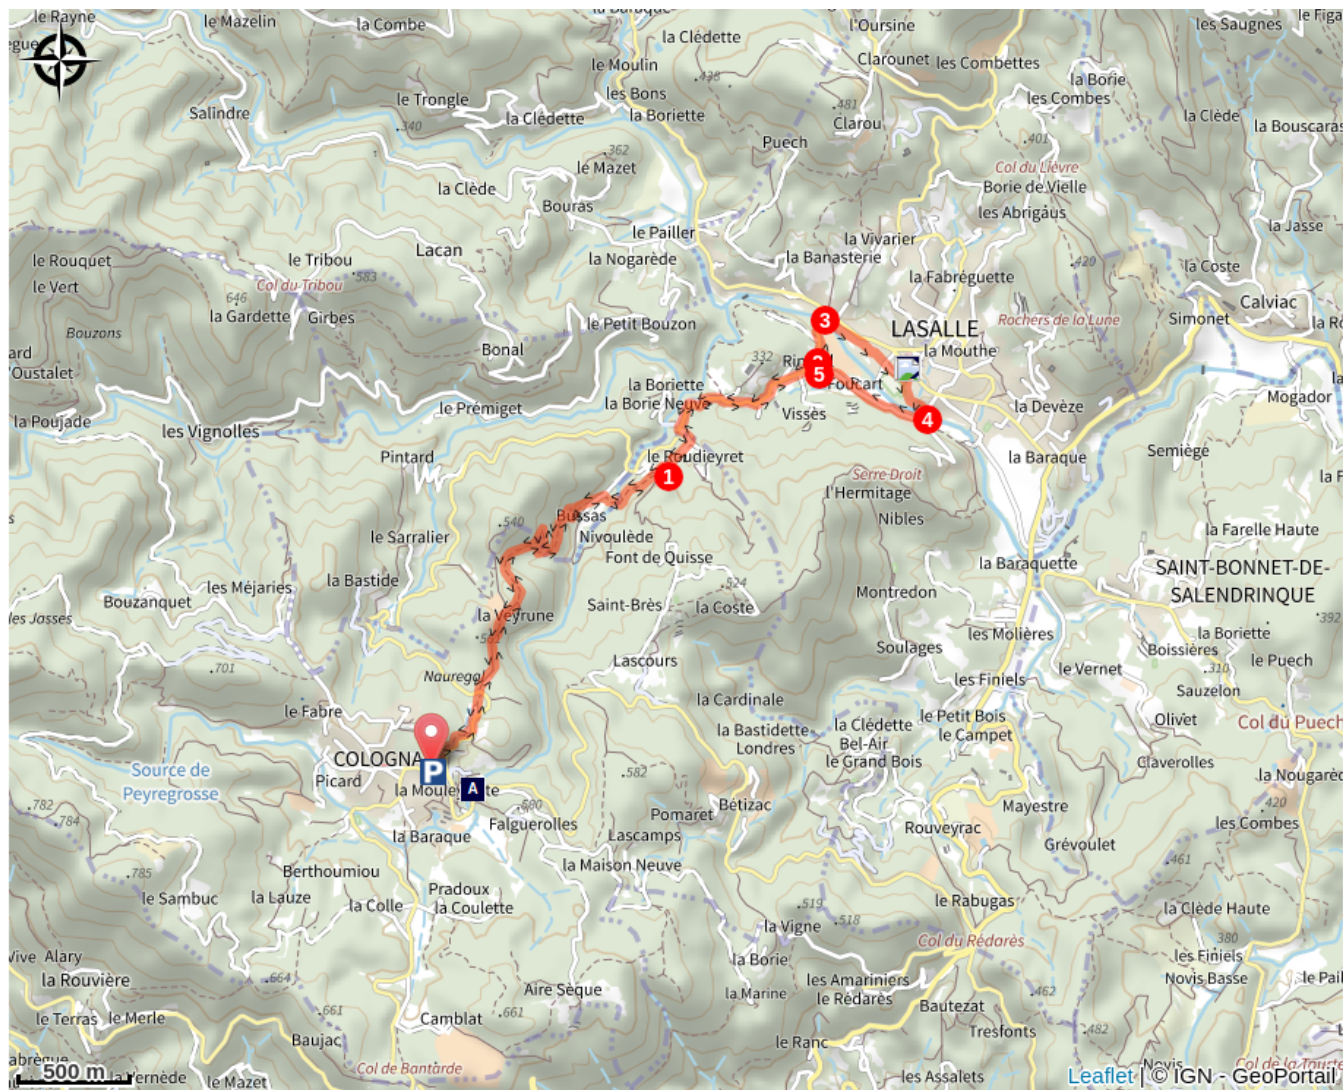 le Rayne
le Mazelin
la Combe
la Clédette
l'Oursine
les Saugnes
Clarounet
les Combettes
le Moulin
la Borie
les Combes
le Trongle
les Bons
la Boriette
.438
.481
Clarou
Salindre
.340
la Clédette
la Clède
la Bouscaras
.401
Puech
362
le Mazet
Col du Lièvre
la Clède
Borie de Vielle
Bouras
les Abrigàus
la Jasse
le Pailler
la Vivarier
Lacan
la Banasterie
le Rouquet
le Tribou
la Nogarède
.420
la Coste
.583
la Fabréguette
le Vert
Col du Tribou
646
Calviac
la Gardette
Girbes
le Petit Bouzon
3
LASALLE
Rochers de la Lune
Simonet
Bouzons
Bonal
332
la Mouthe
5
Foucart
'Oustalet
la Boriette
Mogador
la Borie Neuve
le Prémiget
Vissès
4
la Devèze
la Poujade
les Vignolles
Pintard
le Roudieyret
la Baraque
Semiège
1
Serre-Droit
l'Hermitage
Bussas
.540
Nibles
la Farelle Haute
le Sarralier
Nivoulède
Font de Quisse
la Baraquette
SAINT-BONNET-DE-
SALENDRINQUE
la Bastide
les Méjaries
.524
Montredon
Bouzanquet
Saint-Brès
la Coste
la Veyrune
les Jasses
392
les Molières
la Boriette
Soulages
Boissières
.701
Lascours
le Vernet
.310
le Puech
les Finiels
la Cardinale
Sauzelon
le Fabre
le Petit Bois
Olivet
Col du Puech
la Bastidette
la Clédette
le Campet
Londres
Bel-Air
COLOGNA
le Grand Bois
Claverolles
Source de
Peyregrosse
Picard
P
.582
la Nougarède
A
Bétizac
Mayestre
.420
782
Pomaret
les Combes
.784
Falguerolles
Rouveyrac
la Baraque
Lascamps
Grévoulet
la Maison Neuve
.461
Berthoumiou
.785
Pradoux
le Sambuc
la Lauze
la Colle
la Coulette
.519
le Rabugas
la Clède Haute
.518
la Vigne
380
Col du Rédarès
Alary
les Finiels
la Borie
.664
les Amariniers
Novis Basse
la Rouvière
Aire Sèque
la Marine
le Rédarès
.462
Bautezat
le Terras
le Merle
.661
.661
Camblat
Tresfonts
.482
Baujac
le Ranc
500 m
le Mazet
Col de Bantarde
les Assalets
Leaflet | © IGN - GeoPortail